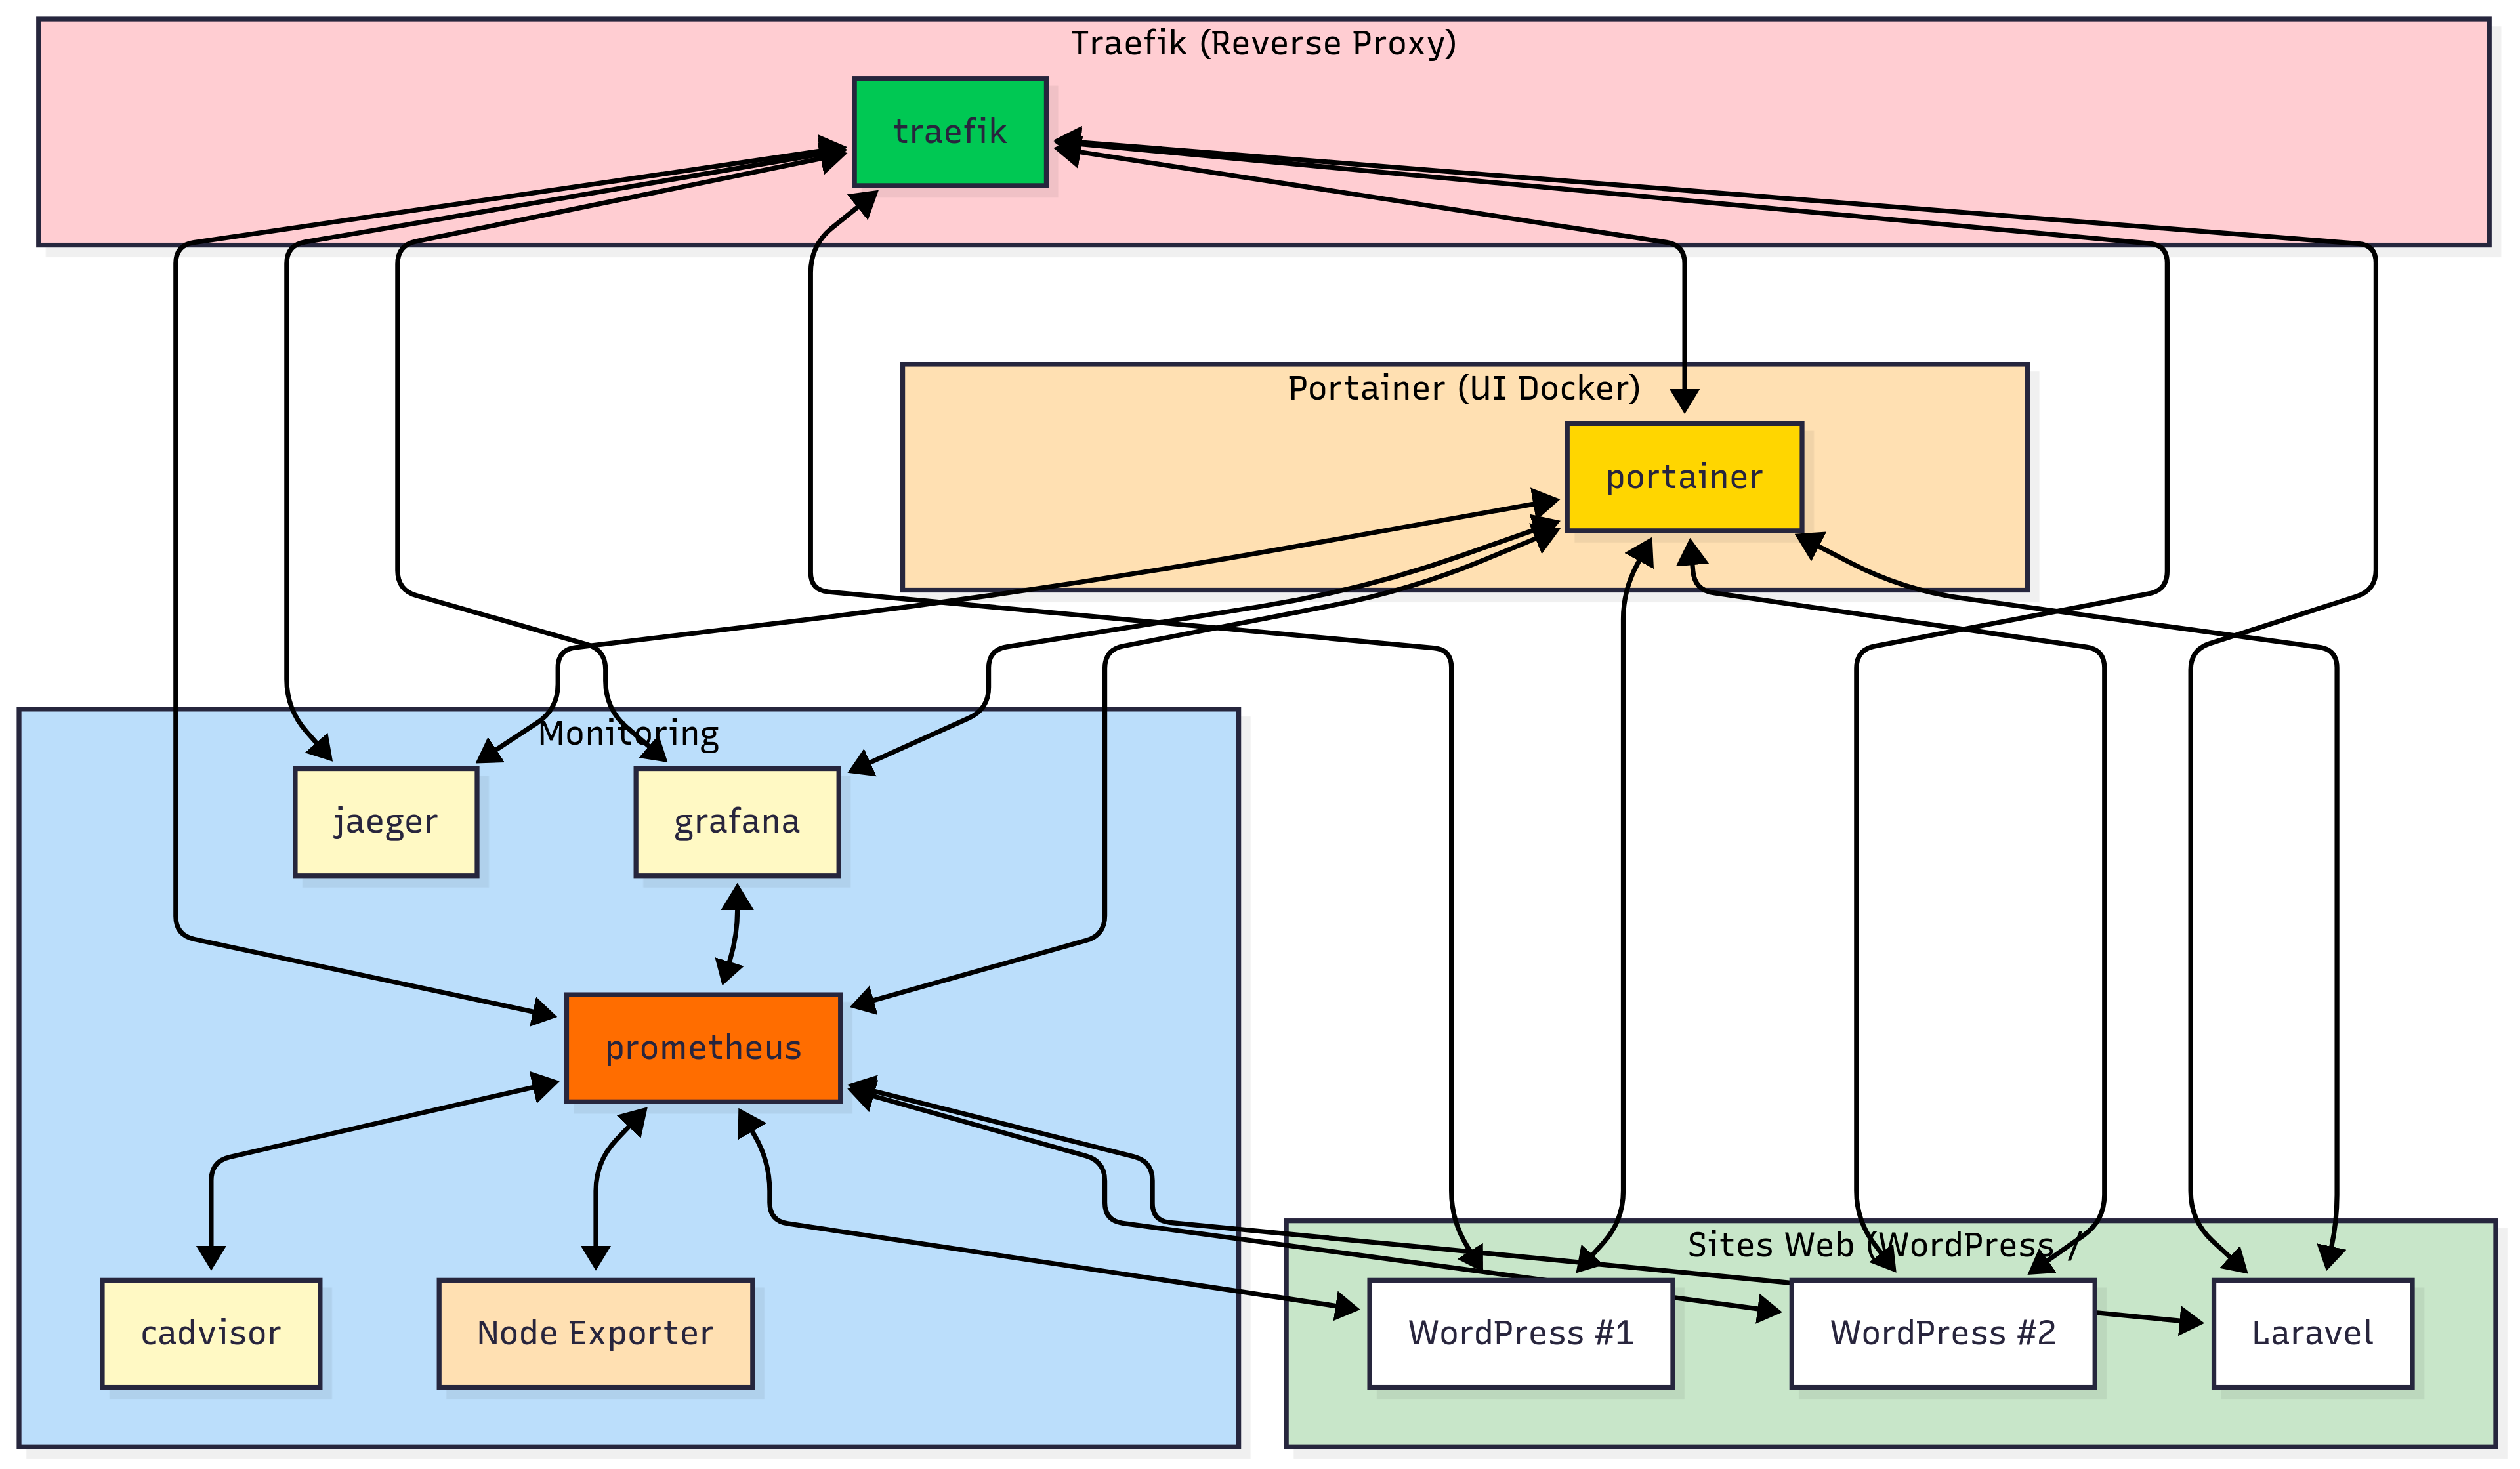 Traefik (Reverse Proxy)
traefik
Portainer (UI Docker)
portainer
Monitoring
jaeger
grafana
prometheus
cadvisor
Node Exporter
Sites Web (WordPress /
WordPress #1
WordPress #2
Laravel